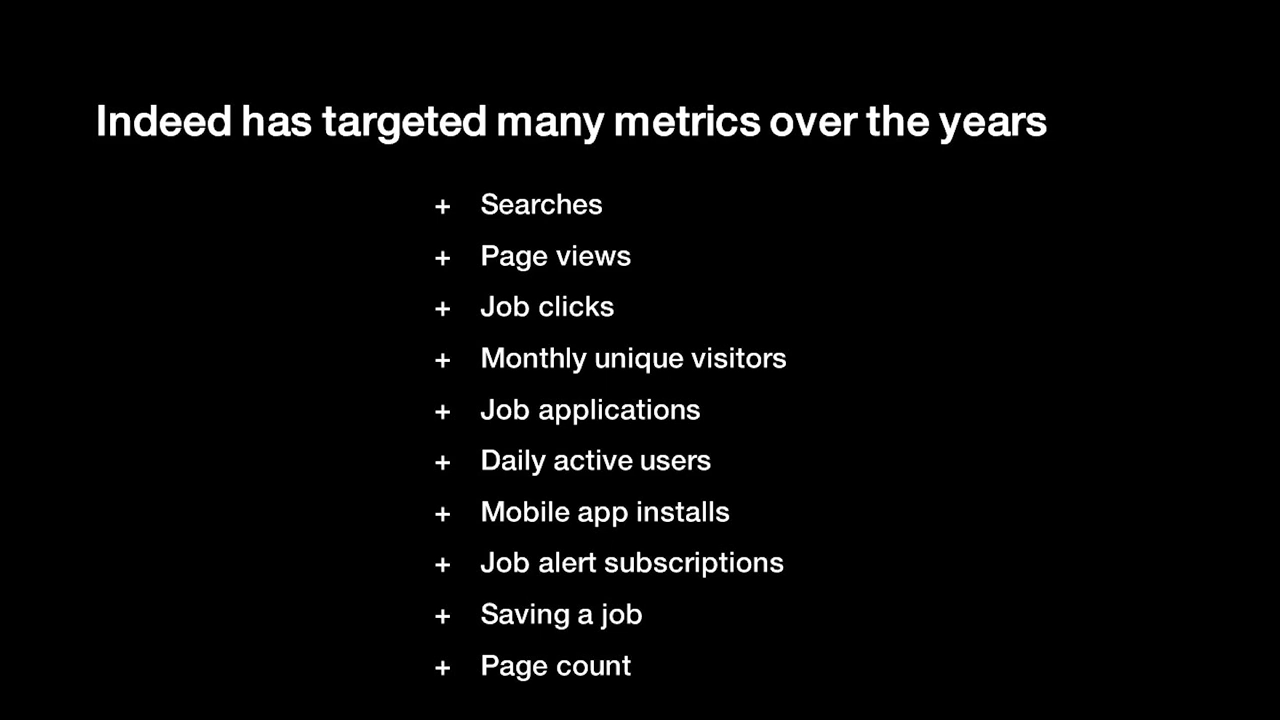 Indeed has targeted many metrics over the years
+ Searches
+ Page views
+ Job clicks
+ Monthly unique visitors
+ Job applications
+ Daily active users
+ Mobile app installs
+ Job alert subscriptions
+ Saving a job
+ Page count